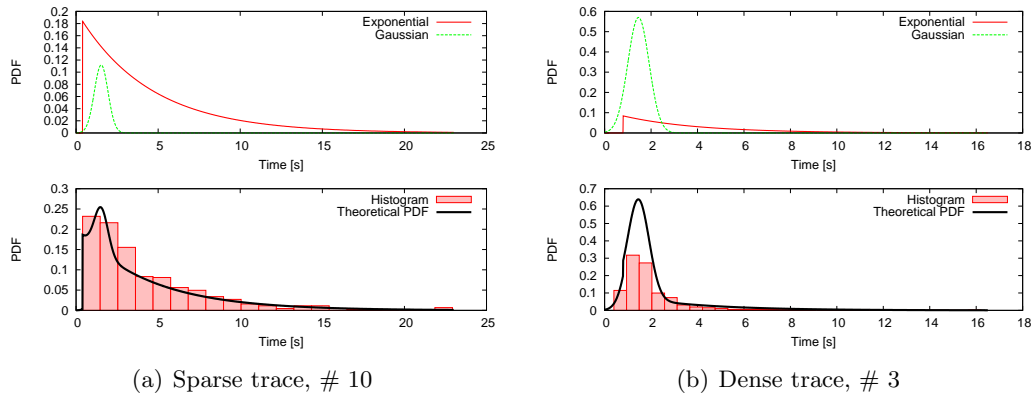 PDF
0.2
0.18
0.16
0.14
0.12
0.1
0.08
0.06
0.04
0.02
0
Exponential
Gaussian
0 5 10 15 20 25
Time [s]
PDF
0.3
0.25
0.2
0.15
0.1
0.05
0
Histogram
Theoretical PDF
0 5 10 15 20 25
Time [s]
(a) Sparse trace, # 10
PDF
0.6
0.5
0.4
0.3
0.2
0.1
0
Exponential
Gaussian
0 2 4 6 8 10 12 14 16 18
Time [s]
PDF
0.7
0.6
0.5
0.4
0.3
0.2
0.1
0
Histogram
Theoretical PDF
0 2 4 6 8 10 12 14 16 18
Time [s]
(b) Dense trace, # 3